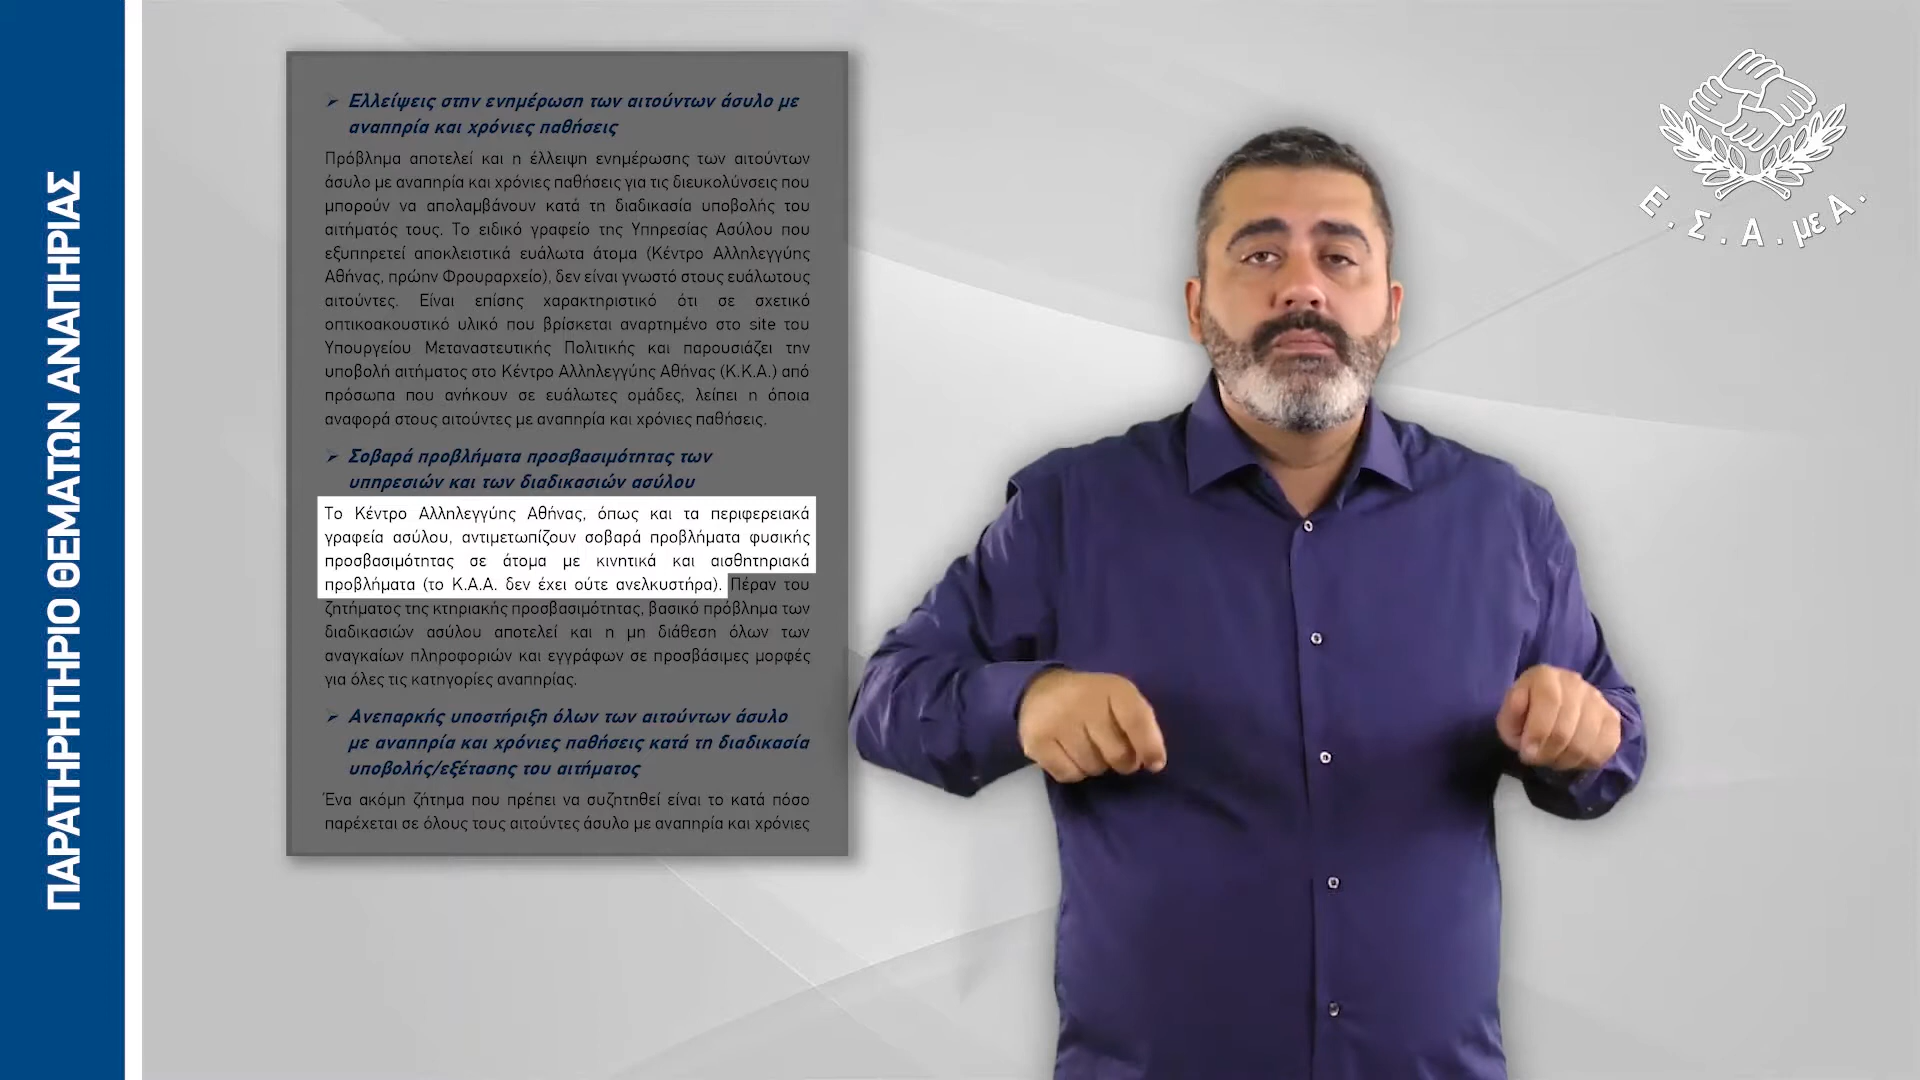 ΠΑΡΑΤΗΡΗΤΗΡΙΟ ΘΕΜΑΤΩΝ ΑΝΑΠΗΡΙΑΣ
➢ Ελλείψεις στην ενημέρωση των αιτούντων άσυλο με
αναπηρία και χρόνιες παθήσεις
Πρόβλημα αποτελεί και η έλλειψη ενημέρωσης των αιτούντων
άσυλο με αναπηρία και χρόνιες παθήσεις για τις διευκολύνσεις που
μπορούν να απολαμβάνουν κατά τη διαδικασία υποβολής του
αιτήματός τους. Το ειδικό γραφείο της Υπηρεσίας Ασύλου που
εξυπηρετεί αποκλειστικά ευάλωτα άτομα (Κέντρο Αλληλεγγύης
Αθήνας, πρώην Φρουραρχείο), δεν είναι γνωστό στους ευάλωτους
αιτούντες. Είναι επίσης χαρακτηριστικό ότι σε σχετικό
οπτικοακουστικό υλικό που βρίσκεται αναρτημένο στο site του
Υπουργείου Μεταναστευτικής Πολιτικής και παρουσιάζει την
υποβολή αιτήματος στο Κέντρο Αλληλεγγύης Αθήνας (Κ.Κ.Α.) από
πρόσωπα που ανήκουν σε ευάλωτες ομάδες, λείπει η όποια
αναφορά στους αιτούντες με αναπηρία και χρόνιες παθήσεις.
➢ Σοβαρά προβλήματα προσβασιμότητας των
υπηρεσιών και των διαδικασιών ασύλου
Το Κέντρο Αλληλεγγύης Αθήνας, όπως και τα περιφερειακά
γραφεία ασύλου, αντιμετωπίζουν σοβαρά προβλήματα φυσικής
προσβασιμότητας σε άτομα με κινητικά και αισθητηριακά
προβλήματα (το Κ.Α.Α. δεν έχει ούτε ανελκυστήρα). Πέραν του
ζητήματος της κτηριακής προσβασιμότητας, βασικό πρόβλημα των
διαδικασιών ασύλου αποτελεί και η μη διάθεση όλων των
αναγκαίων πληροφοριών και εγγράφων σε προσβάσιμες μορφές
για όλες τις κατηγορίες αναπηρίας.
➢ Ανεπαρκής υποστήριξη όλων των αιτούντων άσυλο
με αναπηρία και χρόνιες παθήσεις κατά τη διαδικασία
υποβολής/εξέτασης του αιτήματος
Ένα ακόμη ζήτημα που πρέπει να συζητηθεί είναι το κατά πόσο
παρέχεται σε όλους τους αιτούντες άσυλο με αναπηρία και χρόνιες
Ε.Σ.Α.με Α.